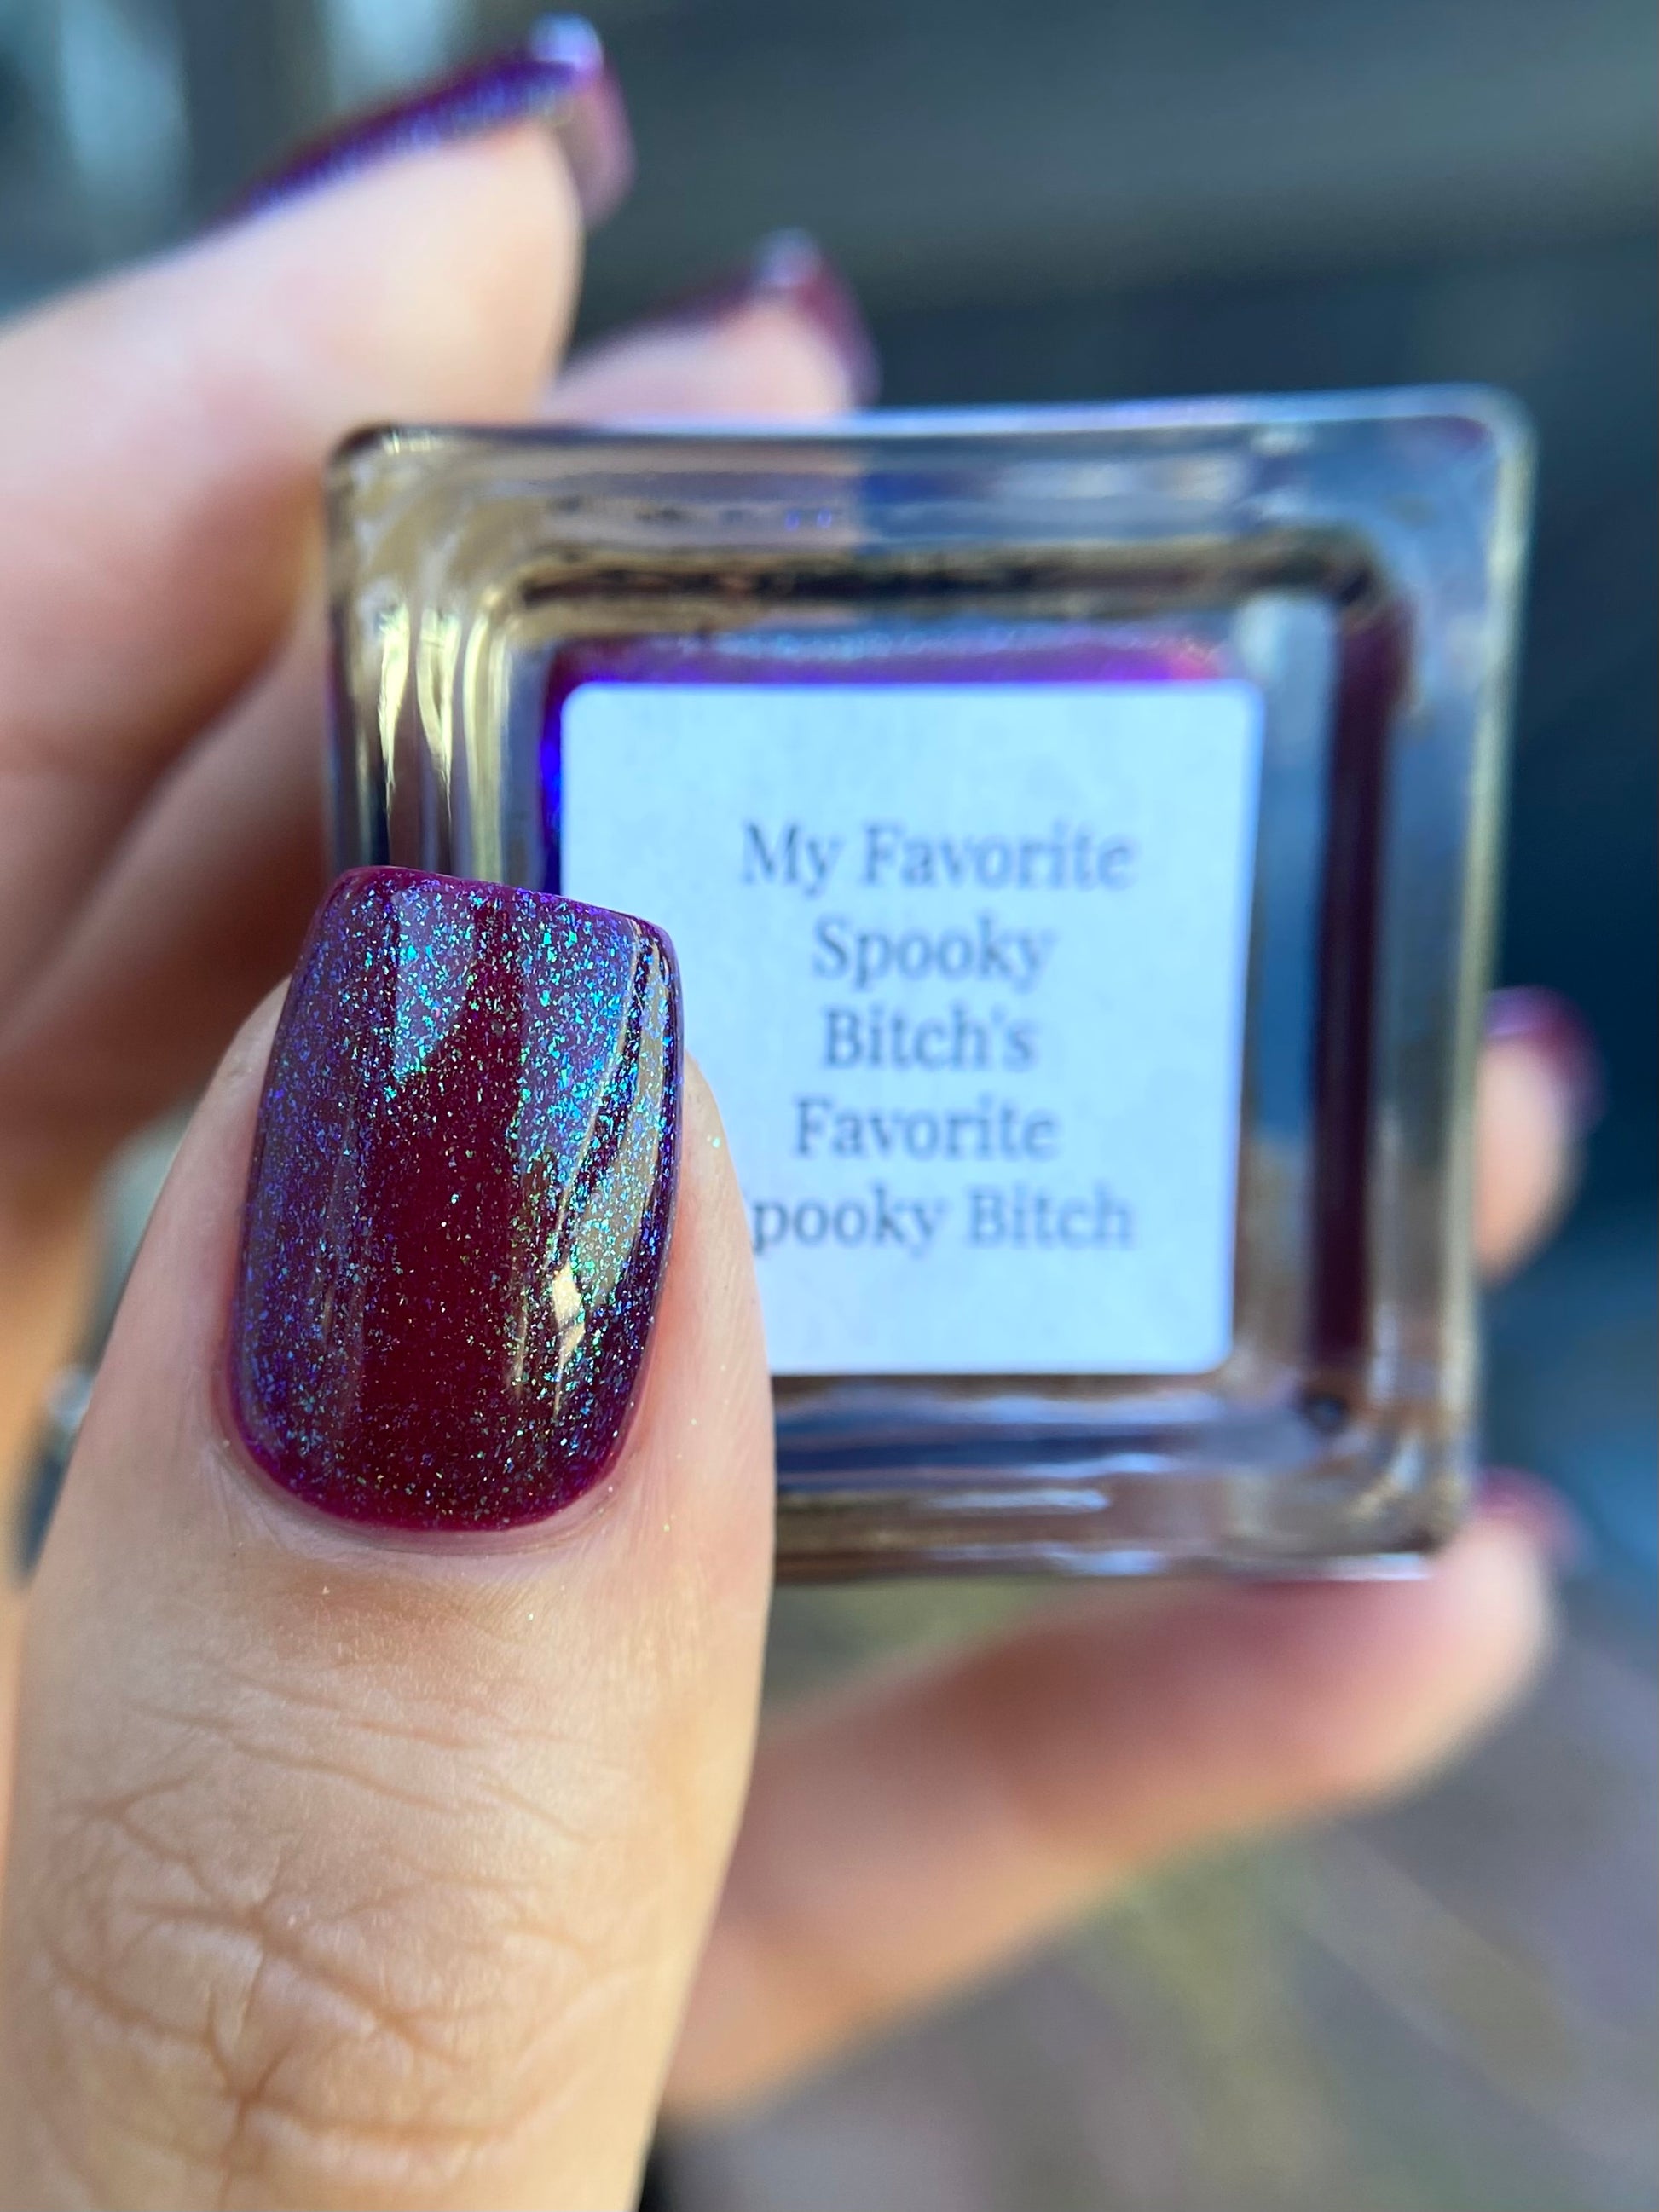 My Favorite
Spooky
Bitch's
Favorite
pooky Bitch